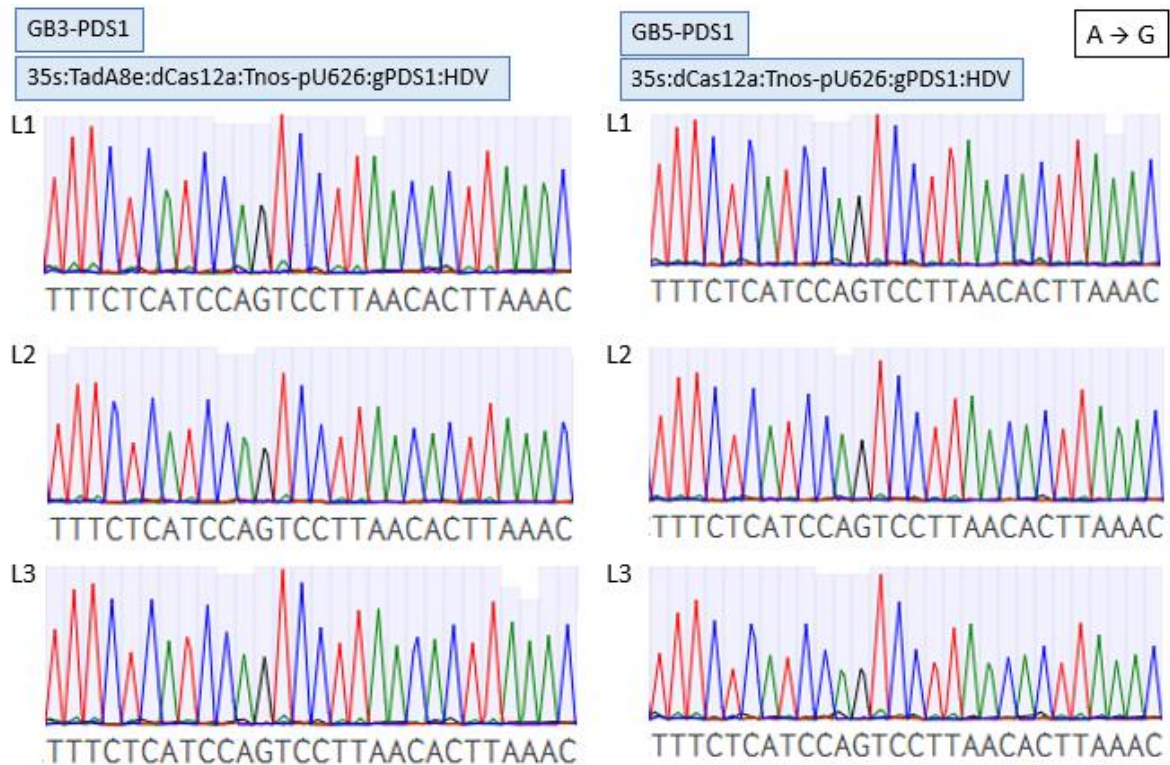 GB3-PDS1
35s:TadA8e:dCas12a:Tnos-pU626:gPDS1:HDV
GB5-PDS1
35s:dCas12a:Tnos-pU626:gPDS1:HDV
A → G
L1
TTTCTCATCCAGTCCTTAACACTTAAAC
L1
TTTCTCATCCAGTCCTTAACACTTAAAC
L2
TTTCTCATCCAGTCCTTAACACTTAAAC
L2
TTTCTCATCCAGTCCTTAACACTTAAAC
L3
TTTCTCATCCAGTCCTTAACACTTAAAC
L3
TTTCTCATCCAGTCCTTAACACTTAAAC